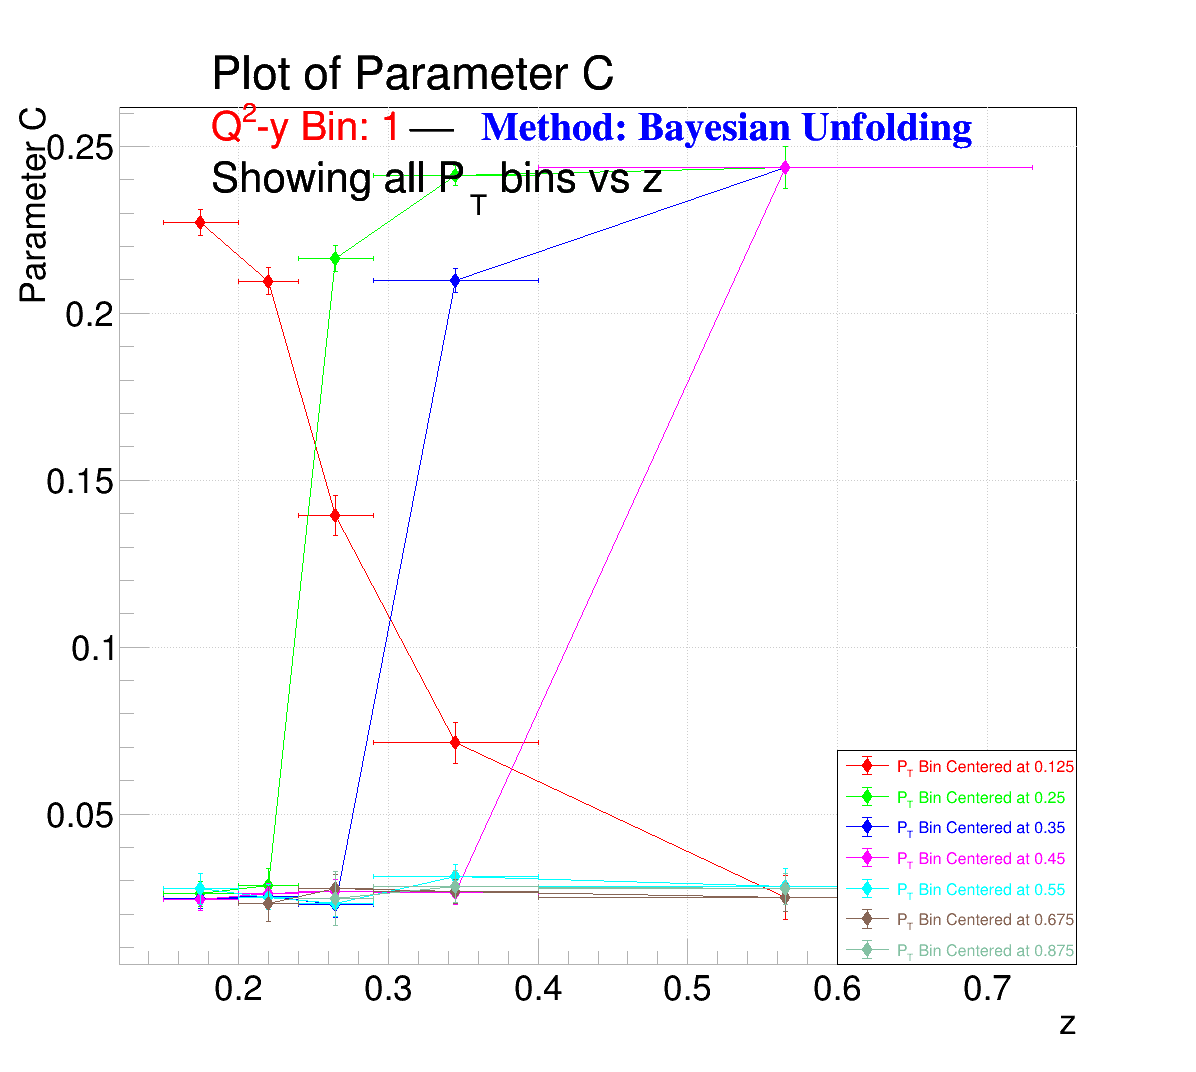 Plot of Parameter C
Q²-y Bin: 1 — Method: Bayesian Unfolding
Showing all P_T bins vs z
Parameter C
0.25
0.2
0.15
0.1
0.05
P_T Bin Centered at 0.125
P_T Bin Centered at 0.25
P_T Bin Centered at 0.35
P_T Bin Centered at 0.45
P_T Bin Centered at 0.55
P_T Bin Centered at 0.675
P_T Bin Centered at 0.875
0.2 0.3 0.4 0.5 0.6 0.7
z